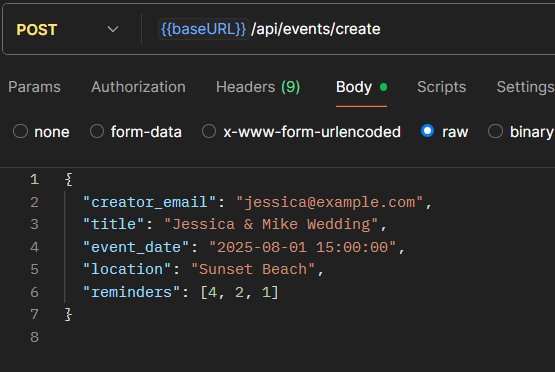 POST {{baseURL}} /api/events/create
Params Authorization Headers (9) Body Scripts Settings
none form-data x-www-form-urlencoded raw binary
1 {
2 "creator_email": "jessica@example.com",
3 "title": "Jessica & Mike Wedding",
4 "event_date": "2025-08-01 15:00:00",
5 "location": "Sunset Beach",
6 "reminders": [4, 2, 1]
7 }
8